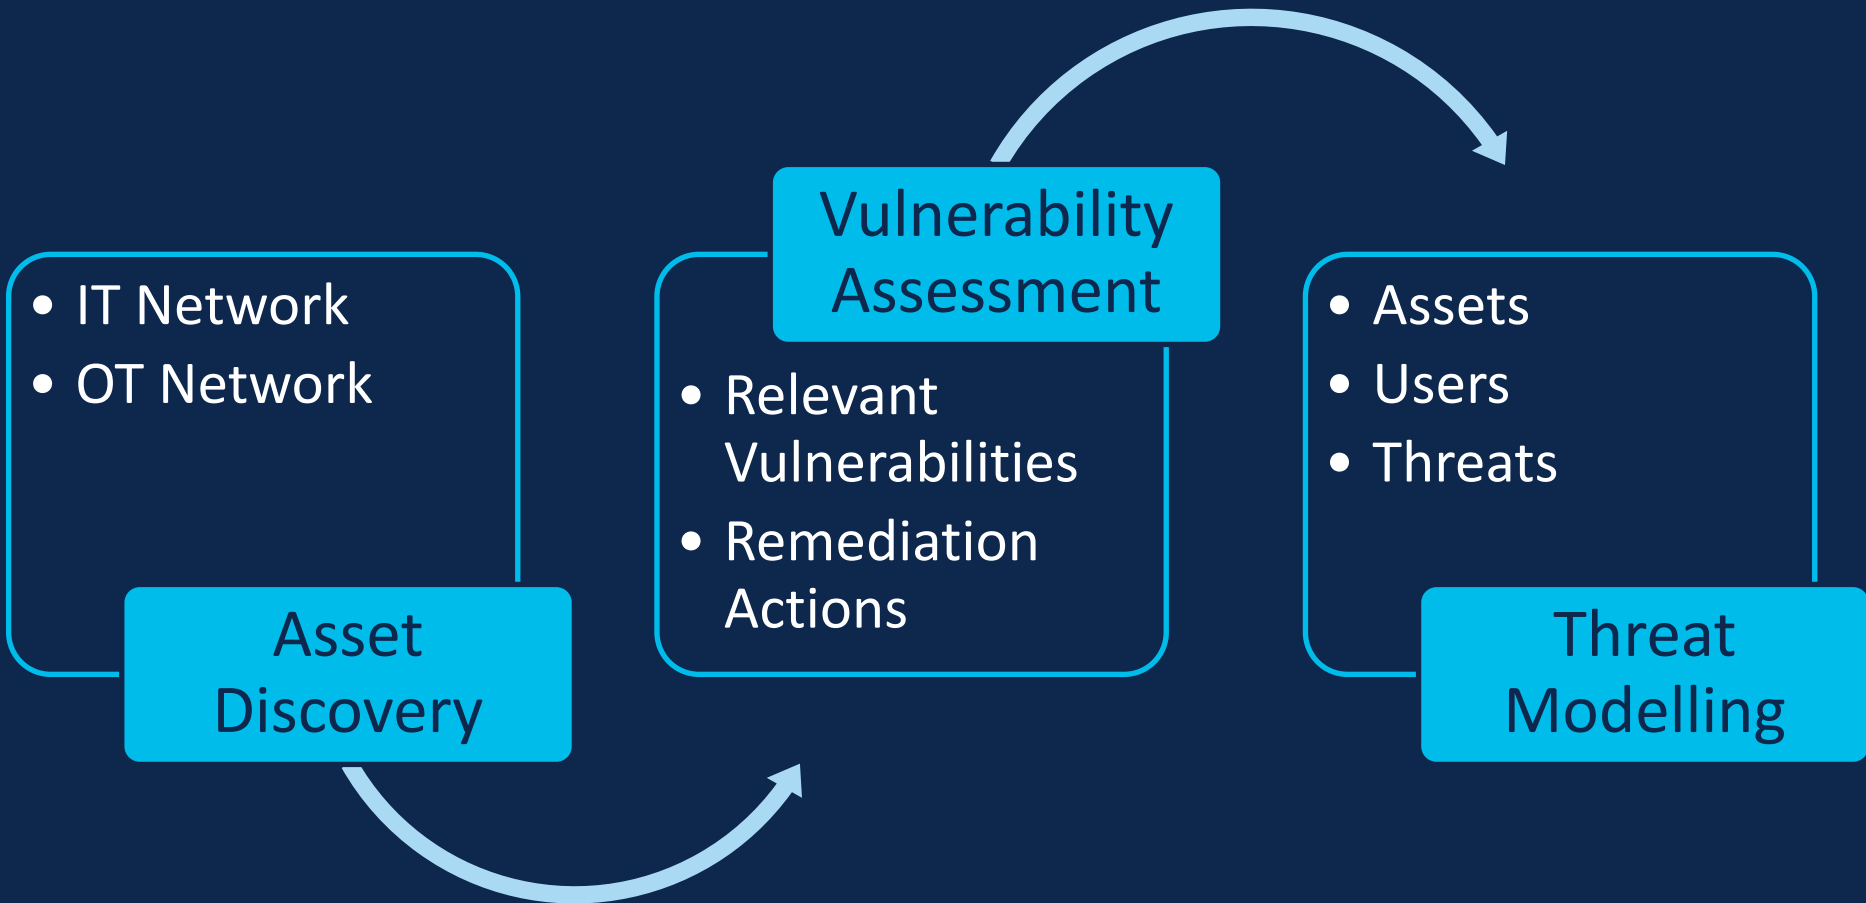 • IT Network
• OT Network
Asset
Discovery
Vulnerability
Assessment
• Relevant
Vulnerabilities
• Remediation
Actions
• Assets
• Users
• Threats
Threat
Modelling